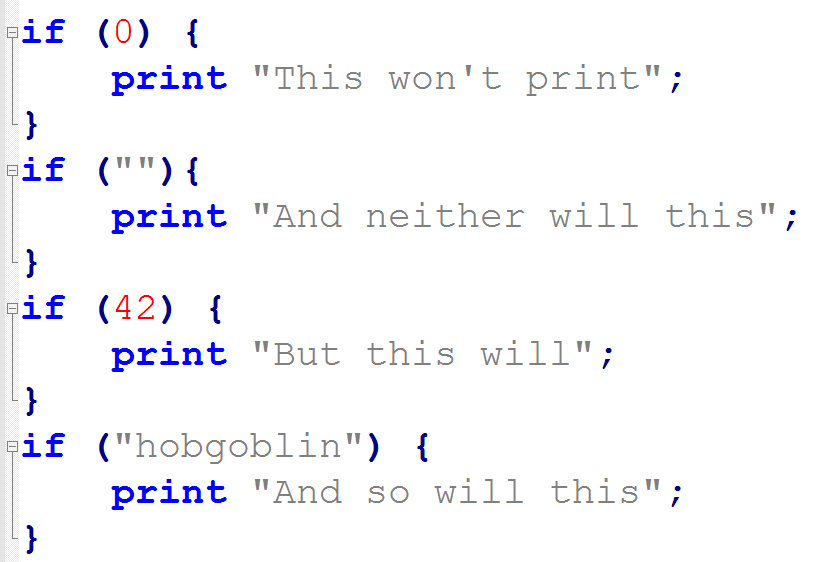 if (0) {
    print "This won't print";
}
if (""){
    print "And neither will this";
}
if (42) {
    print "But this will";
}
if ("hobgoblin") {
    print "And so will this";
}